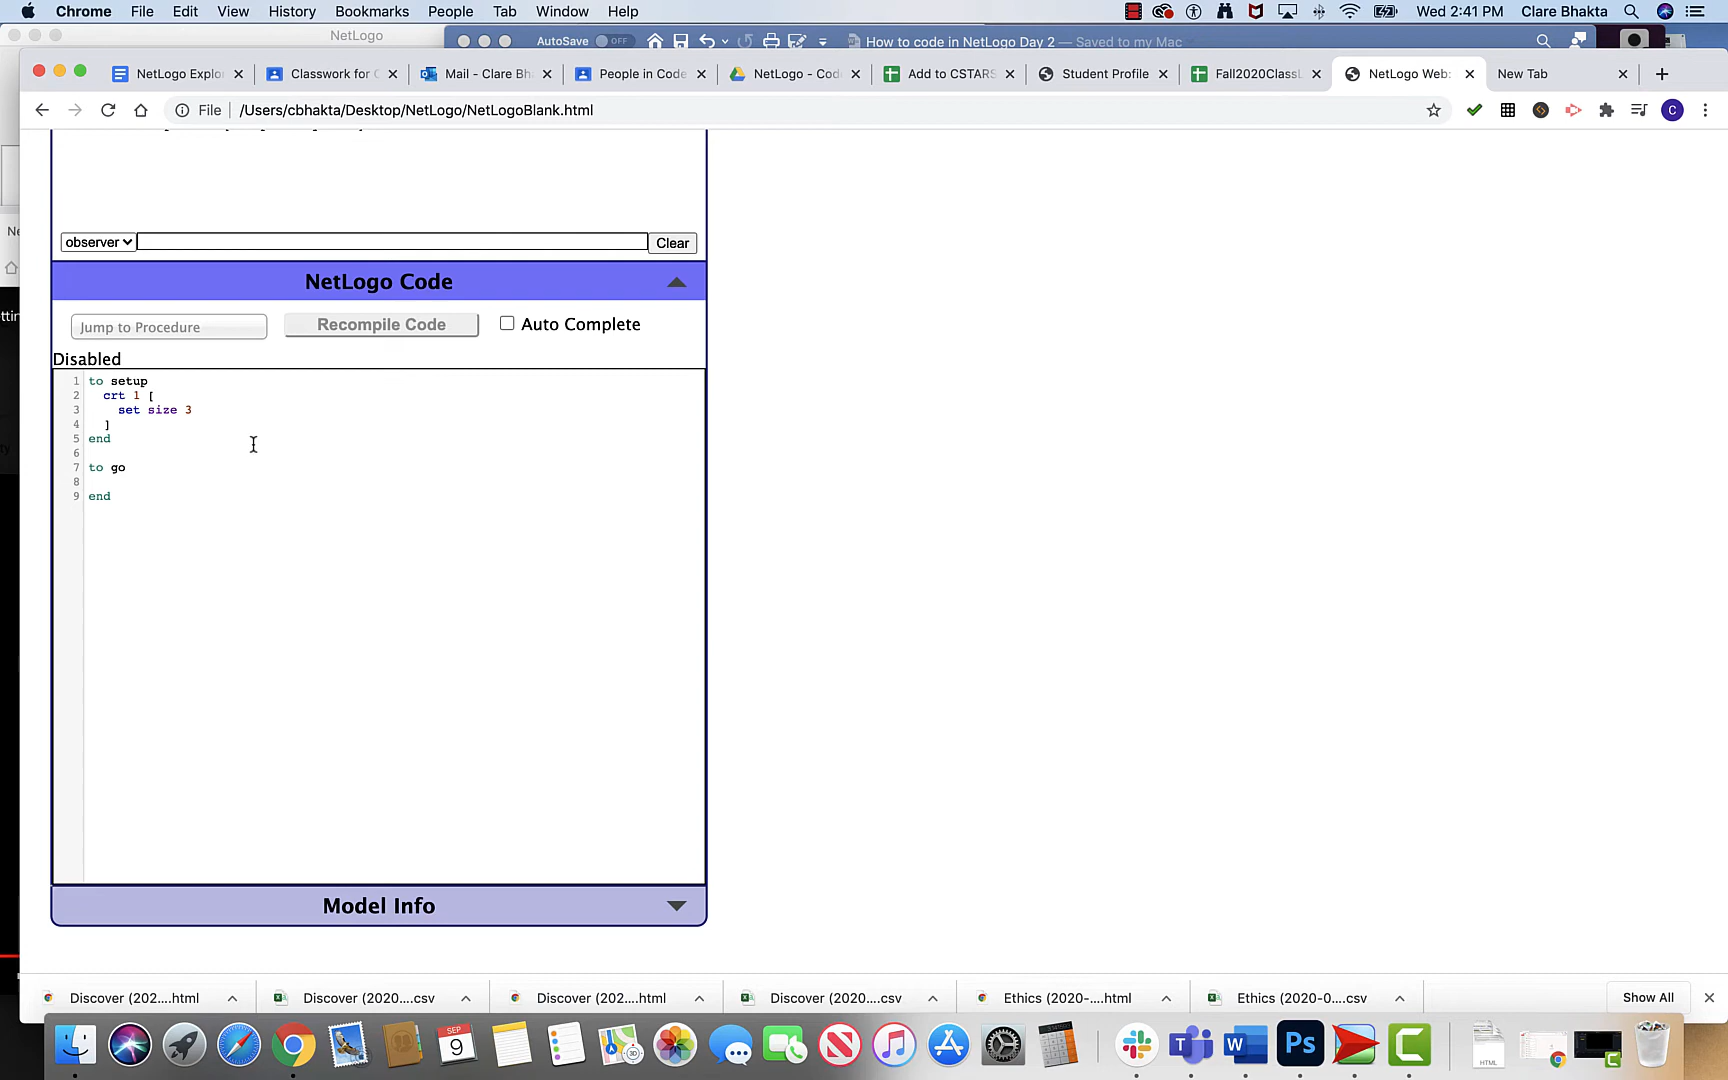 Chrome File Edit View History Bookmarks People Tab Window Help Wed 2:41 PM Clare Bhakta
NetLogo AutoSave OFF How to code in NetLogo Day 2 — Saved to my Mac
NetLogo Explo Classwork for C Mail - Clare Bh People in Code NetLogo - Cod Add to CSTARS Student Profile Fall2020ClassL NetLogo Web: New Tab
File /Users/cbhakta/Desktop/NetLogo/NetLogoBlank.html C
observer Clear
NetLogo Code
Jump to Procedure Recompile Code Auto Complete
Disabled
1 to setup
2 crt 1 [
3 set size 3
4 ]
5 end
6
7 to go
8
9 end
Model Info
Discover (202....html Discover (2020....csv Discover (202....html Discover (2020....csv Ethics (2020-....html Ethics (2020-0....csv Show All
SEP
9
W Ps C
HTML